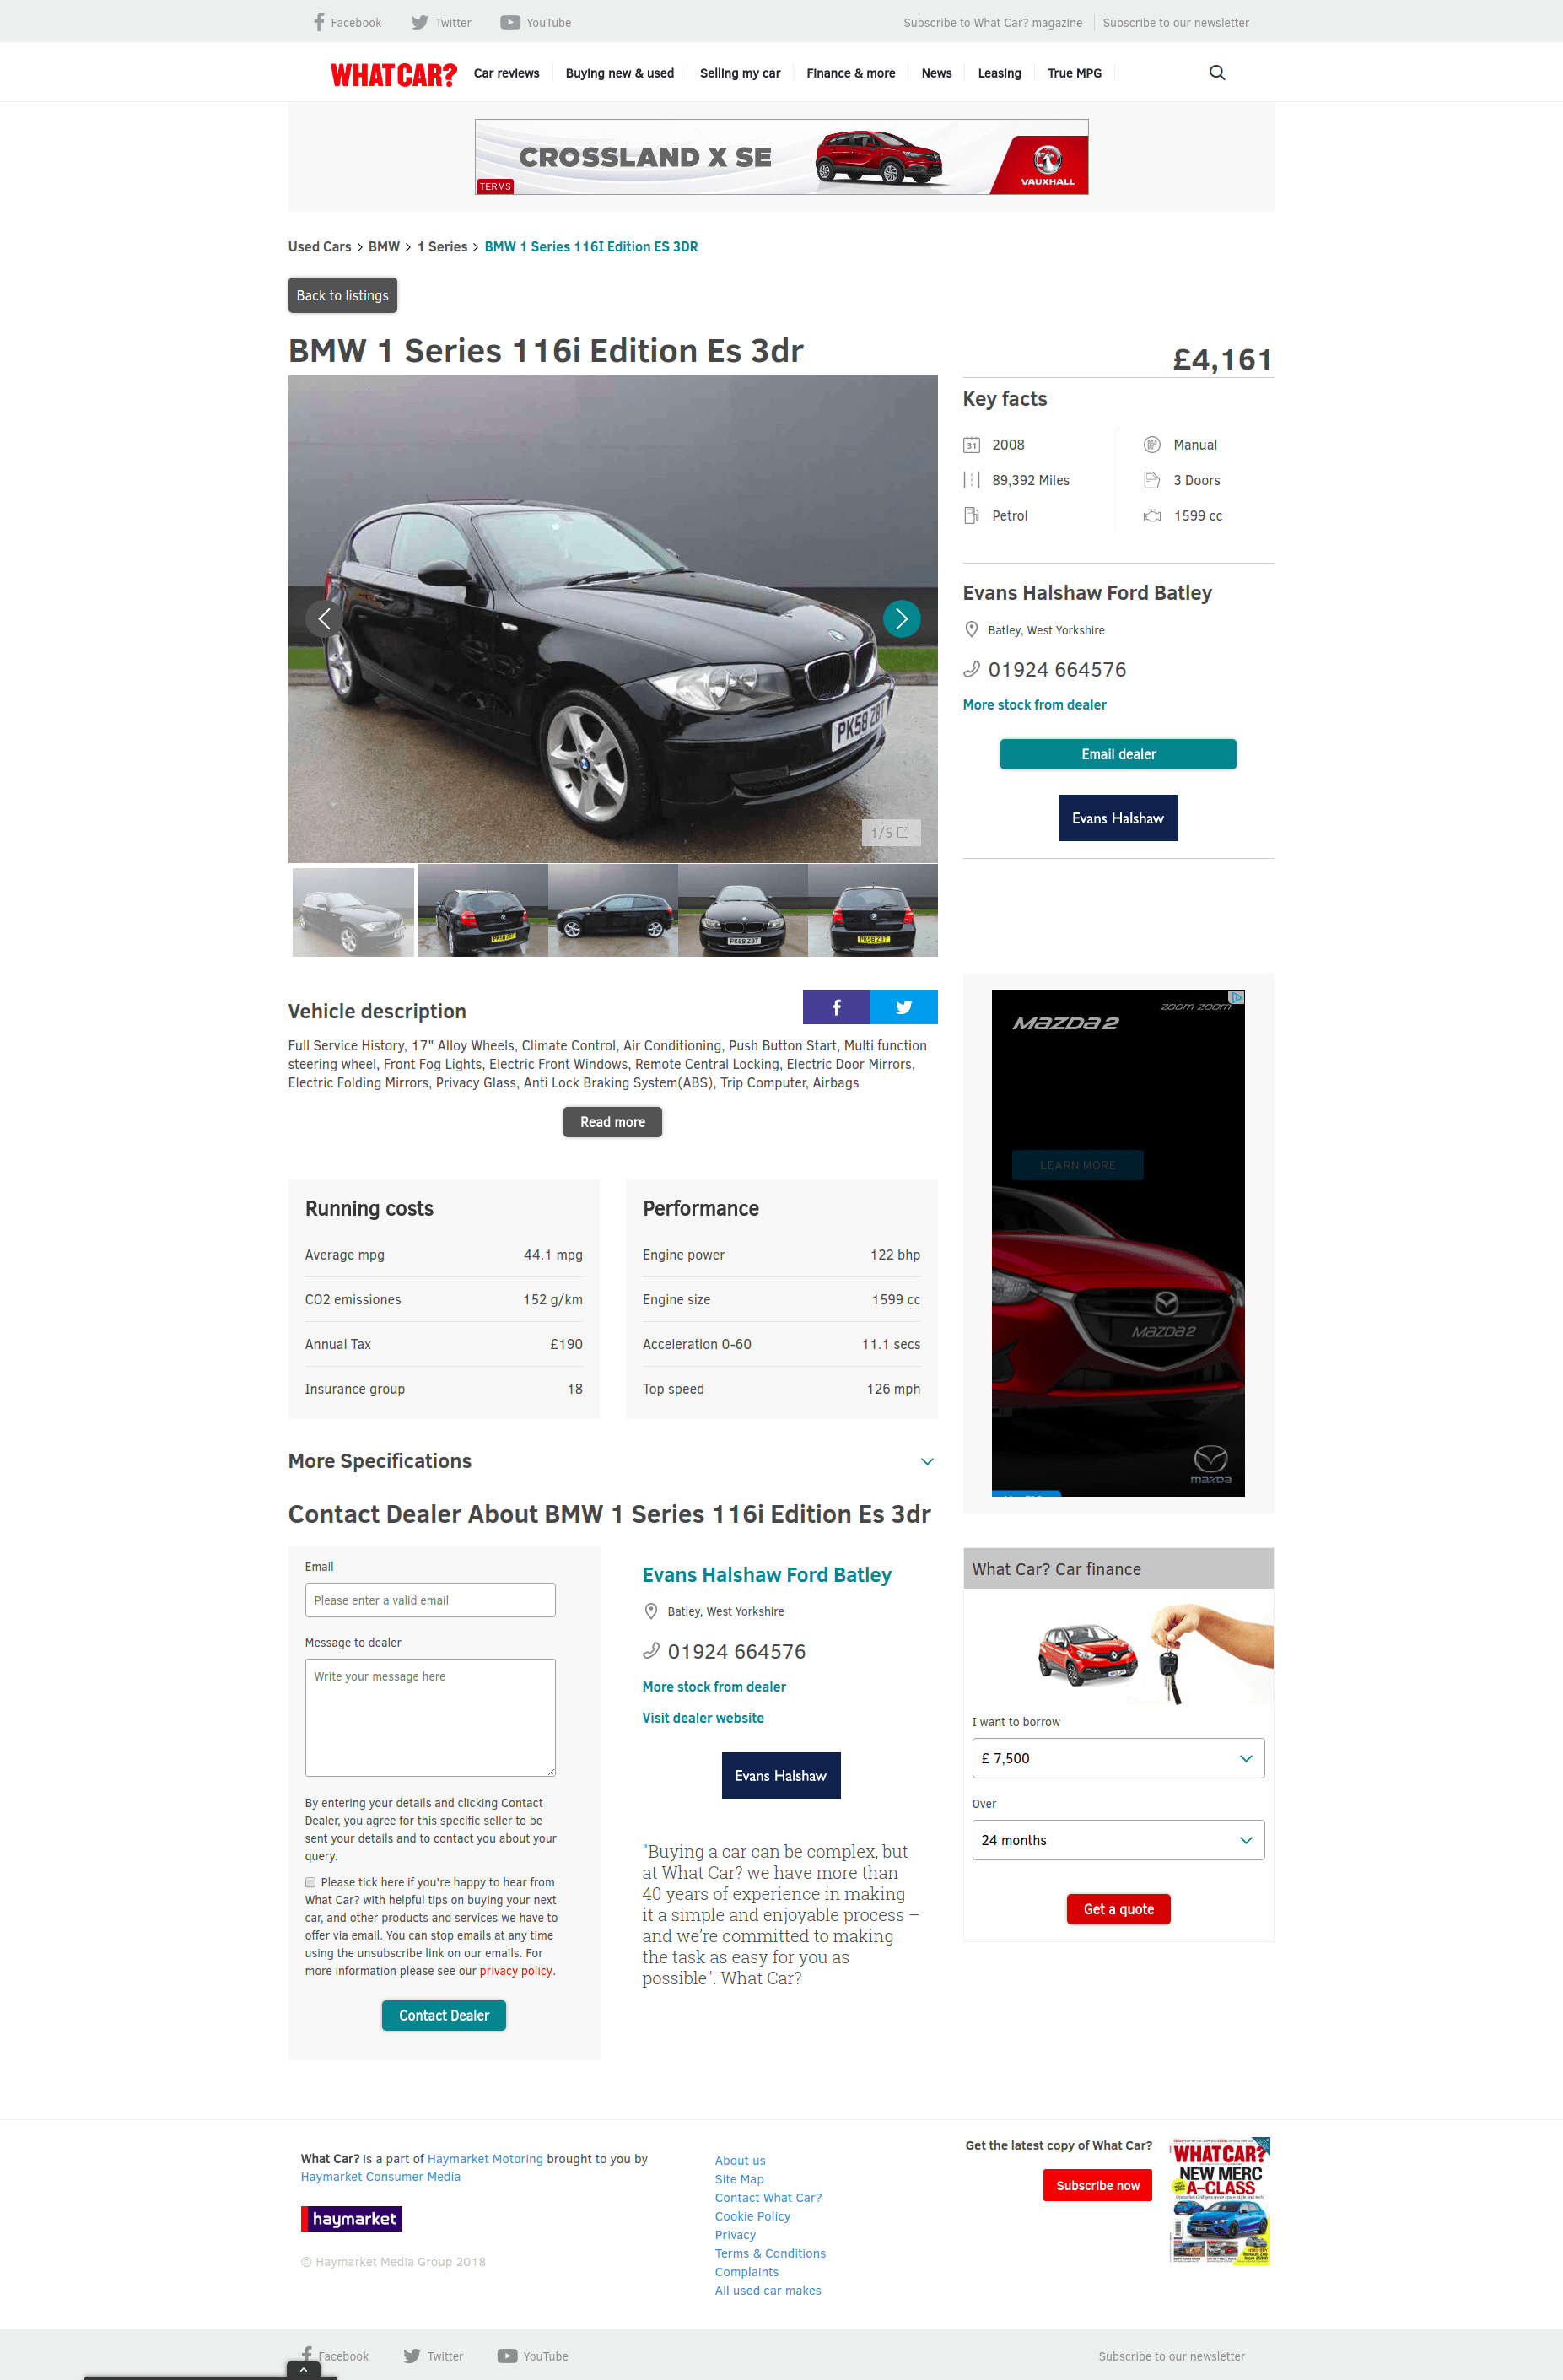 Facebook
Twitter
YouTube
Subscribe to What Car? magazine
Subscribe to our newsletter
WHAT CAR?
Car reviews
Buying new & used
Selling my car
Finance & more
News
Leasing
True MPG
CROSSLAND X SE
TERMS
VAUXHALL
Used Cars > BMW > 1 Series > BMW 1 Series 116I Edition ES 3DR
Back to listings
BMW 1 Series 116i Edition Es 3dr
£4,161
PK58 ZBT
1/5
Key facts
31
2008
Manual
89,392 Miles
3 Doors
Petrol
1599 cc
Evans Halshaw Ford Batley
Batley, West Yorkshire
01924 664576
More stock from dealer
Email dealer
Evans Halshaw
PK58 ZBT
PK58 ZBT
PK58 ZBT
Vehicle description
Full Service History, 17" Alloy Wheels, Climate Control, Air Conditioning, Push Button Start, Multi function
steering wheel, Front Fog Lights, Electric Front Windows, Remote Central Locking, Electric Door Mirrors,
Electric Folding Mirrors, Privacy Glass, Anti Lock Braking System(ABS), Trip Computer, Airbags
Read more
zoom-zoom
mazda2
LEARN MORE
mazda2
mazda
Running costs
Average mpg 44.1 mpg
CO2 emissiones 152 g/km
Annual Tax £190
Insurance group 18
Performance
Engine power 122 bhp
Engine size 1599 cc
Acceleration 0-60 11.1 secs
Top speed 126 mph
More Specifications
Contact Dealer About BMW 1 Series 116i Edition Es 3dr
Email
Please enter a valid email
Message to dealer
Write your message here
By entering your details and clicking Contact
Dealer, you agree for this specific seller to be
sent your details and to contact you about your
query.
Please tick here if you're happy to hear from
What Car? with helpful tips on buying your next
car, and other products and services we have to
offer via email. You can stop emails at any time
using the unsubscribe link on our emails. For
more information please see our privacy policy.
Contact Dealer
Evans Halshaw Ford Batley
Batley, West Yorkshire
01924 664576
More stock from dealer
Visit dealer website
Evans Halshaw
"Buying a car can be complex, but
at What Car? we have more than
40 years of experience in making
it a simple and enjoyable process –
and we’re committed to making
the task as easy for you as
possible". What Car?
What Car? Car finance
I want to borrow
£ 7,500
Over
24 months
Get a quote
What Car? is a part of Haymarket Motoring brought to you by
Haymarket Consumer Media
haymarket
© Haymarket Media Group 2018
About us
Site Map
Contact What Car?
Cookie Policy
Privacy
Terms & Conditions
Complaints
All used car makes
Get the latest copy of What Car?
Subscribe now
WHAT CAR?
NEW MERC
A-CLASS
Facebook
Twitter
YouTube
Subscribe to our newsletter